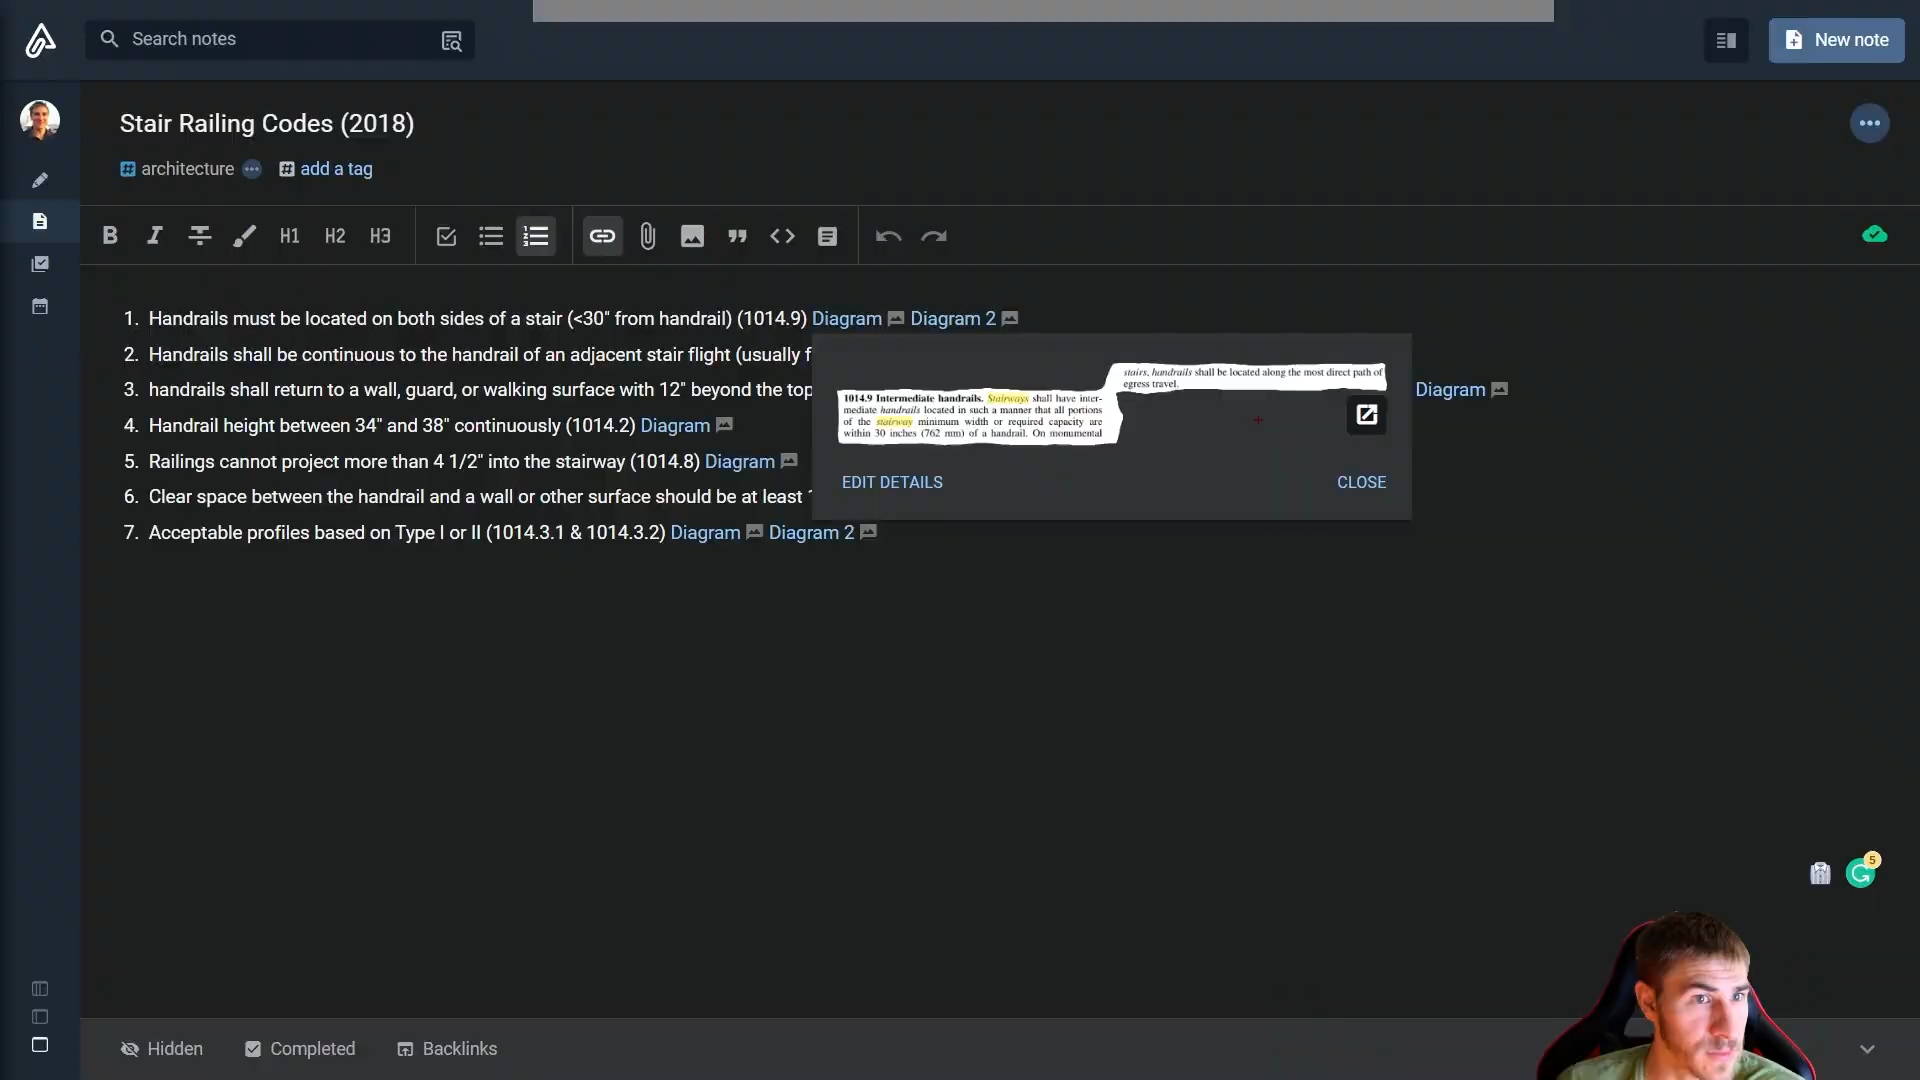 Search notes
New note
Stair Railing Codes (2018)
architecture
add a tag
B I H1 H2 H3
1. Handrails must be located on both sides of a stair (<30" from handrail) (1014.9) Diagram Diagram 2
2. Handrails shall be continuous to the handrail of an adjacent stair flight (usually f
3. handrails shall return to a wall, guard, or walking surface with 12" beyond the top
Diagram
4. Handrail height between 34" and 38" continuously (1014.2) Diagram
5. Railings cannot project more than 4 1/2" into the stairway (1014.8) Diagram
6. Clear space between the handrail and a wall or other surface should be at least
7. Acceptable profiles based on Type I or II (1014.3.1 & 1014.3.2) Diagram Diagram 2
1014.9 Intermediate handrails. Stairways shall have inter-
mediate handrails located in such a manner that all portions
of the stairway minimum width or required capacity are
within 30 inches (762 mm) of a handrail. On monumental
stairs, handrails shall be located along the most direct path of
egress travel.
EDIT DETAILS
CLOSE
5
Hidden
Completed
Backlinks